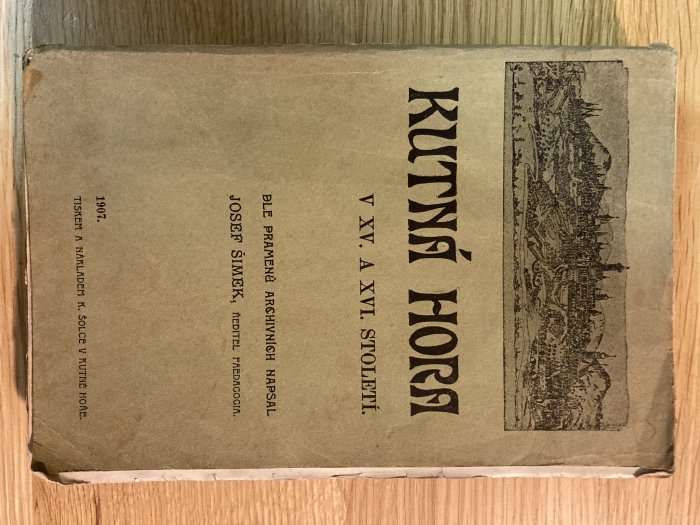 KUTNÁ HORA
V XV. A XVI. STOLETÍ.
DLE PRAMENŮ ARCHIVNÍCH NAPSAL
JOSEF ŠIMEK, ŘEDITEL PAEDAGOGIA.
1907.
TISKEM A NÁKLADEM K. ŠOLCE V KUTNÉ HOŘE.